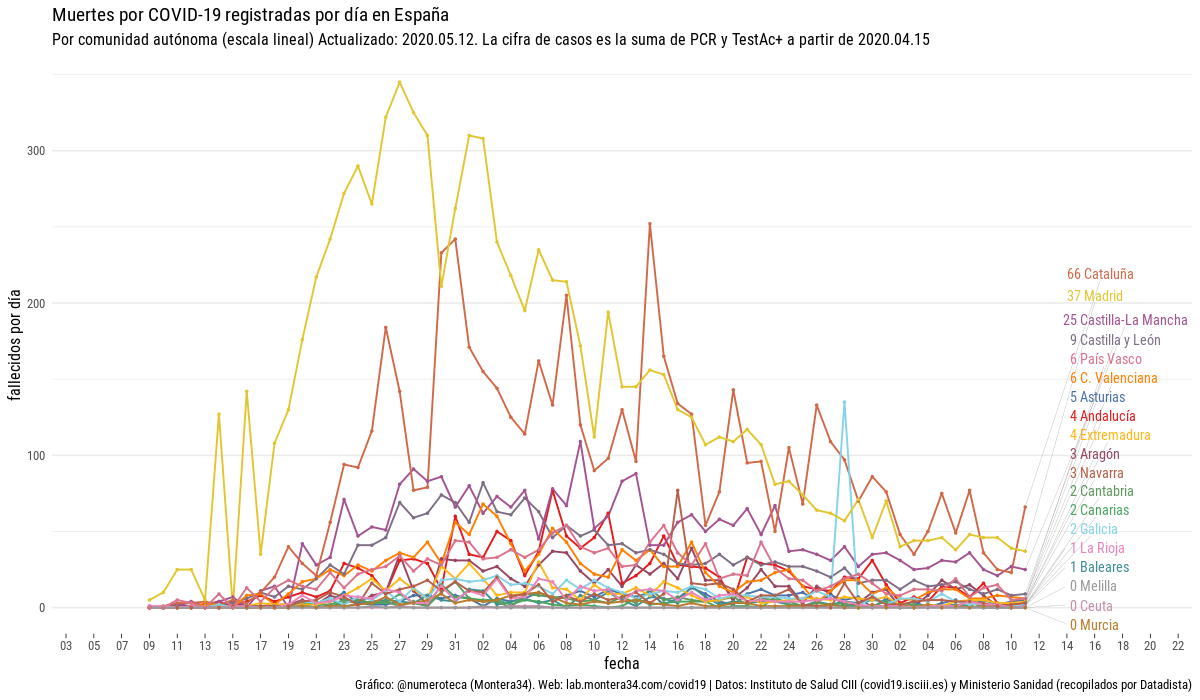 Muertes por COVID-19 registradas por día en España
Por comunidad autónoma (escala lineal) Actualizado: 2020.05.12. La cifra de casos es la suma de PCR y TestAc+ a partir de 2020.04.15
fallecidos por día
300
200
100
0
66 Cataluña
37 Madrid
25 Castilla-La Mancha
9 Castilla y León
6 País Vasco
6 C. Valenciana
5 Asturias
4 Andalucía
4 Extremadura
3 Aragón
3 Navarra
2 Cantabria
2 Canarias
2 Galicia
1 La Rioja
1 Baleares
0 Melilla
0 Ceuta
0 Murcia
03 05 07 09 11 13 15 17 19 21 23 25 27 29 31 02 04 06 08 10 12 14 16 18 20 22 24 26 28 30 02 04 06 08 10 12 14 16 18 20 22
fecha
Gráfico: @numeroteca (Montera34). Web: lab.montera34.com/covid19 | Datos: Instituto de Salud CIII (covid19.isciii.es) y Ministerio Sanidad (recopilados por Datadista)